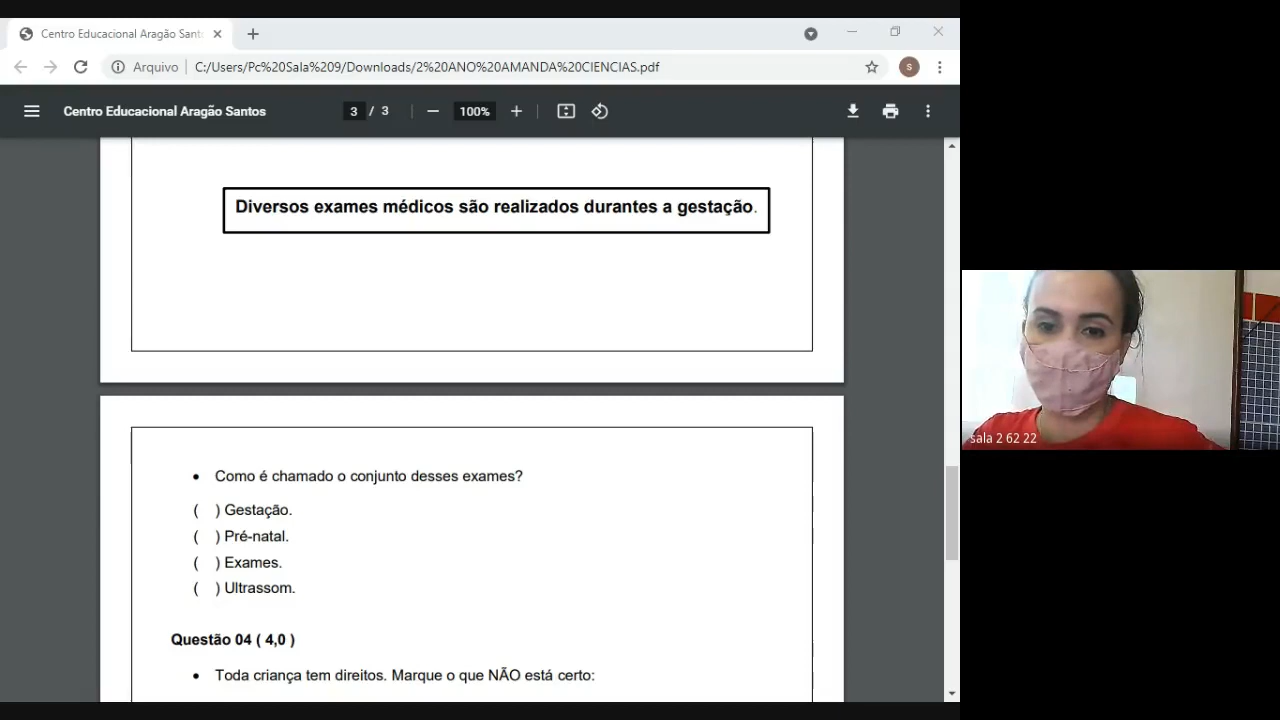 Centro Educacional Aragão Sant
Arquivo | C:/Users/Pc%20Sala%209/Downloads/2%20ANO%20AMANDA%20CIENCIAS.pdf
s
Centro Educacional Aragão Santos
3 / 3
100%
Diversos exames médicos são realizados durantes a gestação.
• Como é chamado o conjunto desses exames?
( ) Gestação.
( ) Pré-natal.
( ) Exames.
( ) Ultrassom.
Questão 04 ( 4,0 )
• Toda criança tem direitos. Marque o que NÃO está certo:
sala 2 62 22